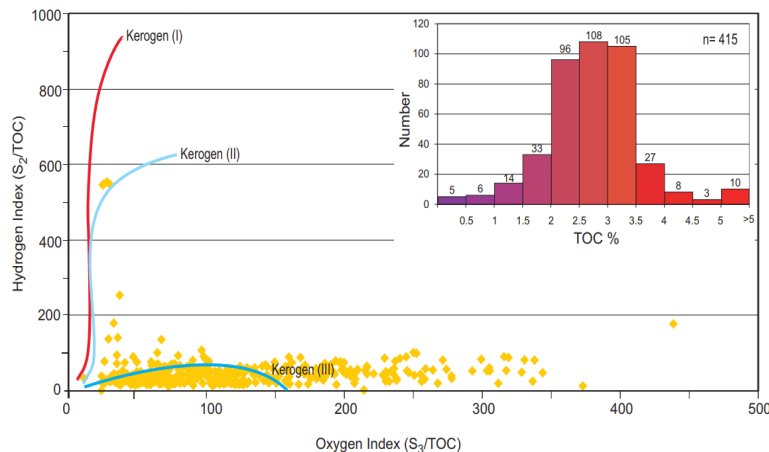 1000
800
600
400
200
0
Hydrogen Index (S2/TOC)
Kerogen (I)
Kerogen (II)
Kerogen (III)
0 100 200 300 400 500
Oxygen Index (S3/TOC)
120
100
80
60
40
20
0
Number
n= 415
5 6 14 33 96 108 105 27 8 3 10
0.5 1 1.5 2 2.5 3 3.5 4 4.5 5 >5
TOC %